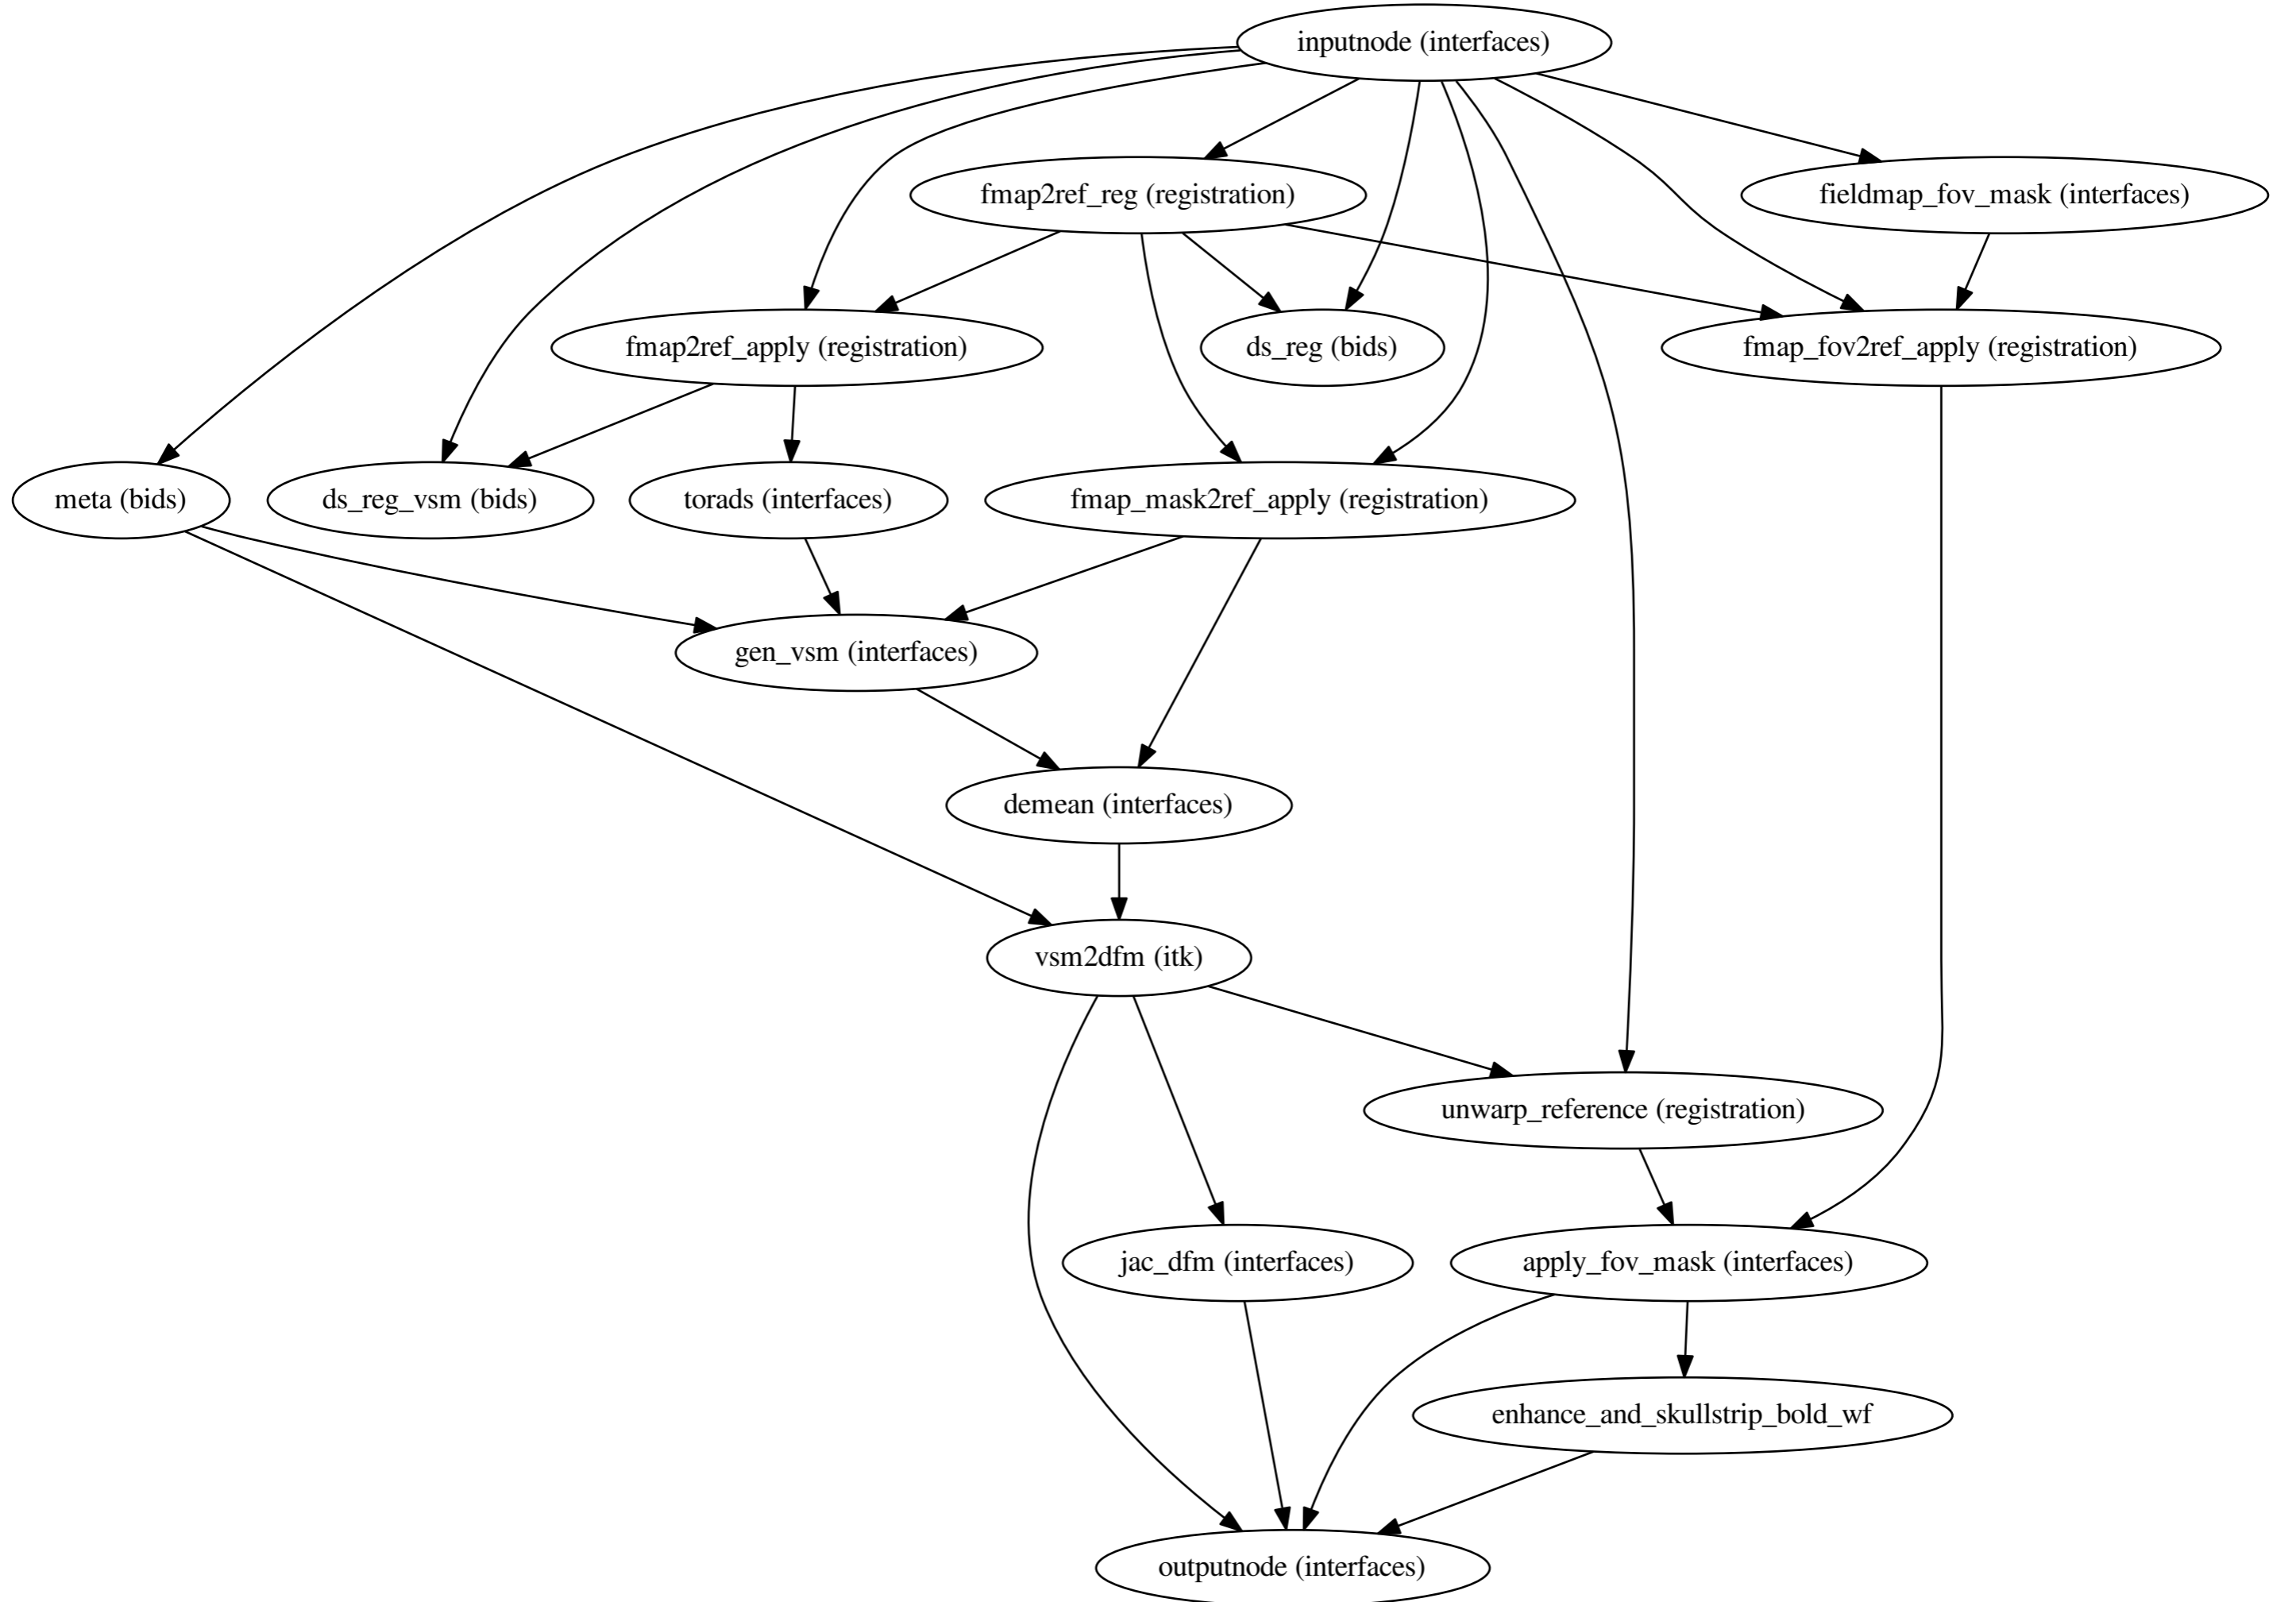 inputnode (interfaces)
fmap2ref_reg (registration)
fieldmap_fov_mask (interfaces)
fmap2ref_apply (registration)
ds_reg (bids)
fmap_fov2ref_apply (registration)
meta (bids)
ds_reg_vsm (bids)
torads (interfaces)
fmap_mask2ref_apply (registration)
gen_vsm (interfaces)
demean (interfaces)
vsm2dfm (itk)
unwarp_reference (registration)
jac_dfm (interfaces)
apply_fov_mask (interfaces)
enhance_and_skullstrip_bold_wf
outputnode (interfaces)